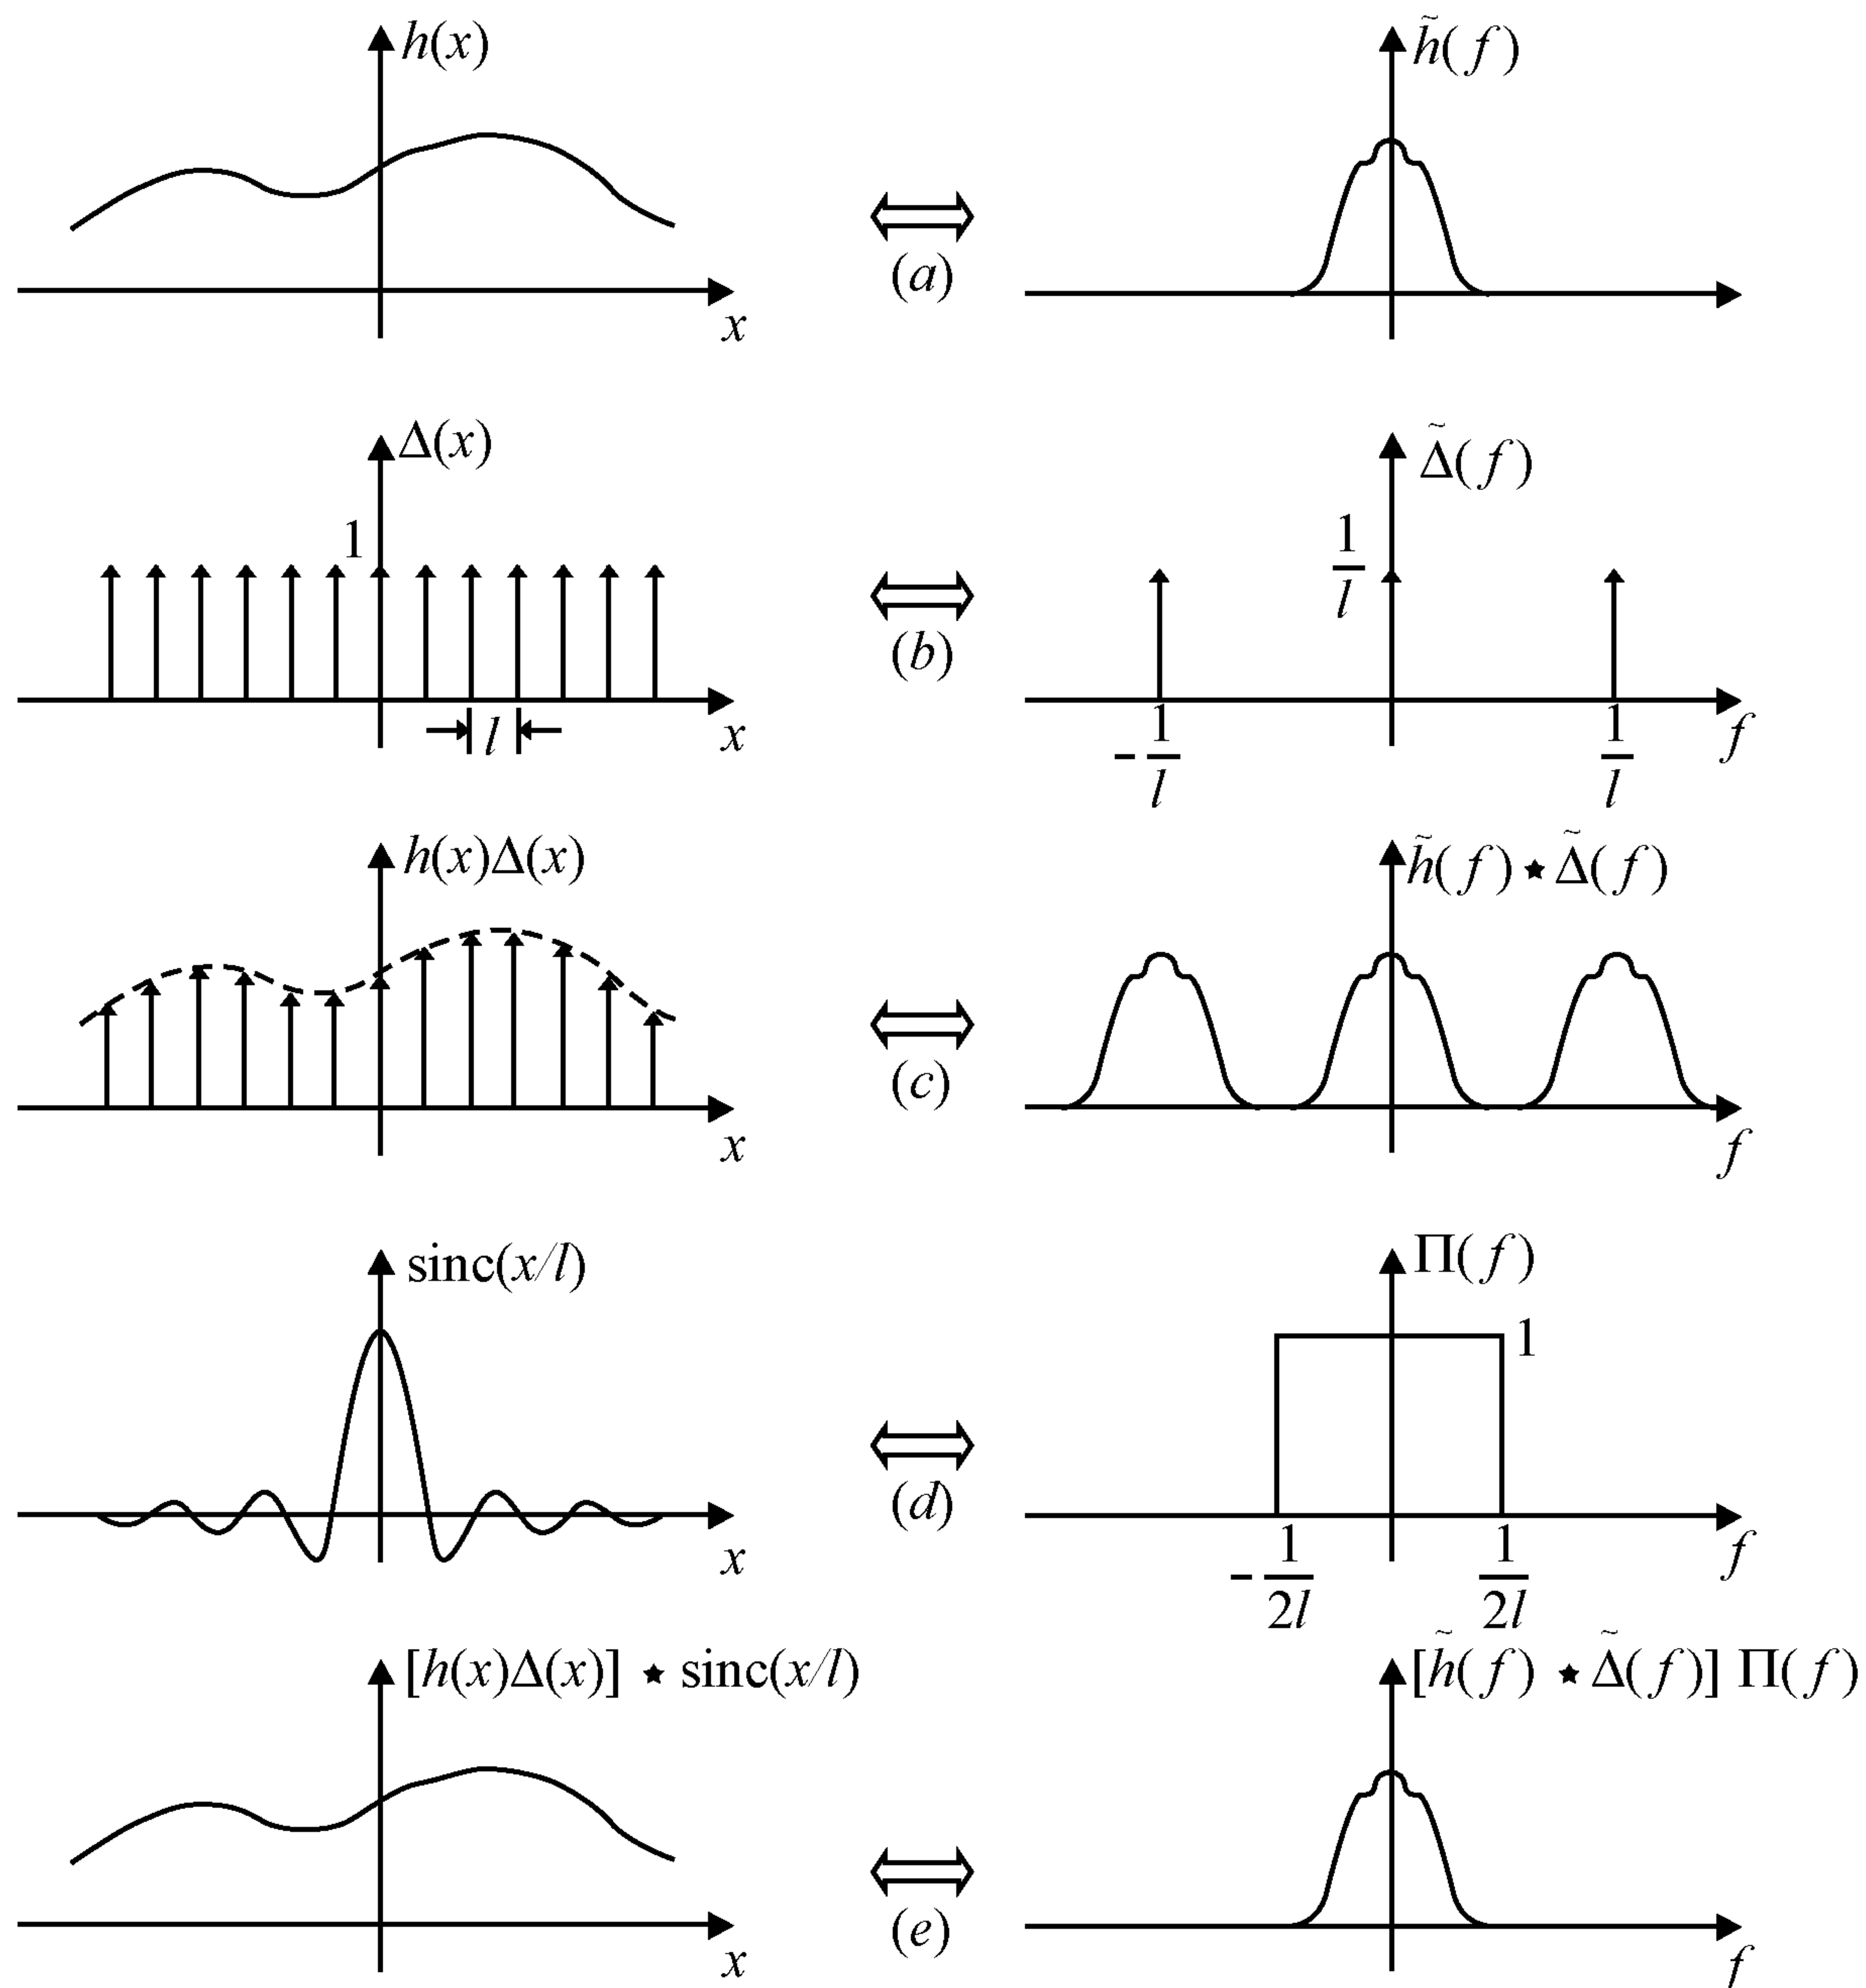 h(x)
h̃(f)
(a)
x
Δ(x)
Δ̃(f)
1
1/l
(b)
l
x
-1/l
1/l
f
h(x)Δ(x)
h̃(f) ★ Δ̃(f)
(c)
x
f
sinc(x/l)
Π(f)
1
(d)
x
-1/2l
1/2l
f
[h(x)Δ(x)] ★ sinc(x/l)
[h̃(f) ★ Δ̃(f)] Π(f)
(e)
x
f